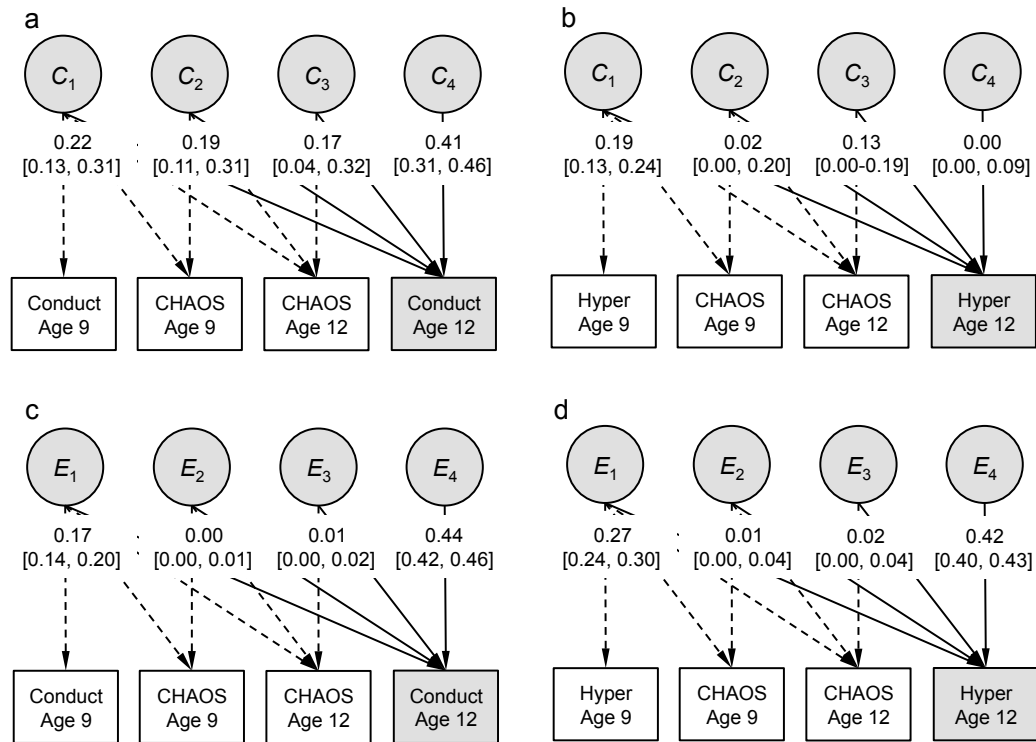 a
C1 C2 C3 C4
0.22 0.19 0.17 0.41
[0.13, 0.31] [0.11, 0.31] [0.04, 0.32] [0.31, 0.46]
Conduct CHAOS CHAOS Conduct
Age 9 Age 9 Age 12 Age 12
b
C1 C2 C3 C4
0.19 0.02 0.13 0.00
[0.13, 0.24] [0.00, 0.20] [0.00-0.19] [0.00, 0.09]
Hyper CHAOS CHAOS Hyper
Age 9 Age 9 Age 12 Age 12
c
E1 E2 E3 E4
0.17 0.00 0.01 0.44
[0.14, 0.20] [0.00, 0.01] [0.00, 0.02] [0.42, 0.46]
Conduct CHAOS CHAOS Conduct
Age 9 Age 9 Age 12 Age 12
d
E1 E2 E3 E4
0.27 0.01 0.02 0.42
[0.24, 0.30] [0.00, 0.04] [0.00, 0.04] [0.40, 0.43]
Hyper CHAOS CHAOS Hyper
Age 9 Age 9 Age 12 Age 12